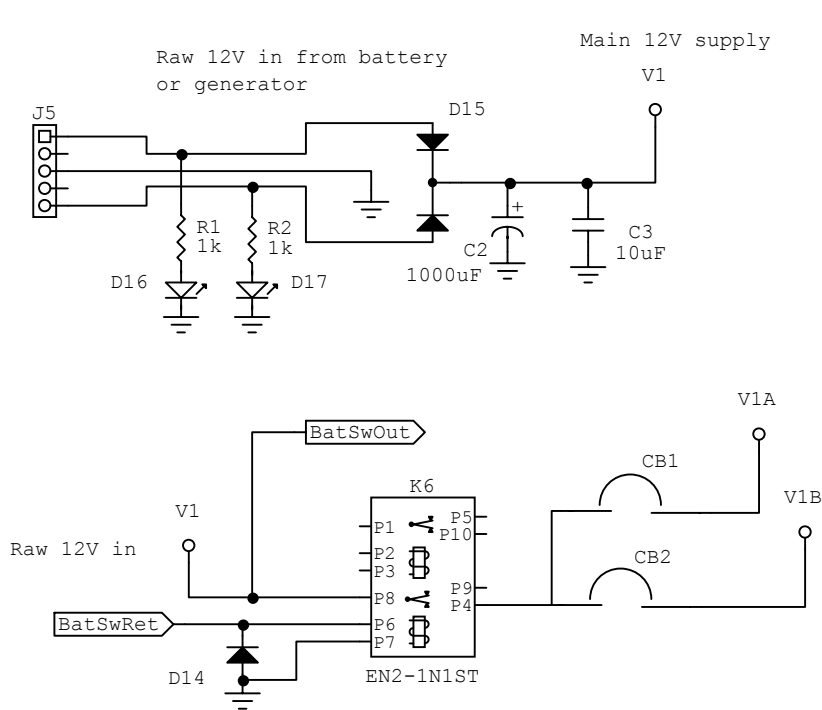 Main 12V supply
Raw 12V in from battery
or generator
V1
J5
D15
+
R1
1k
R2
1k
C2
1000uF
C3
10uF
D16
D17
V1A
BatSwOut
CB1
K6
V1B
V1
P1
P5
P10
Raw 12V in
P2
P3
CB2
P9
P8
P4
BatSwRet
P6
P7
D14
EN2-1N1ST